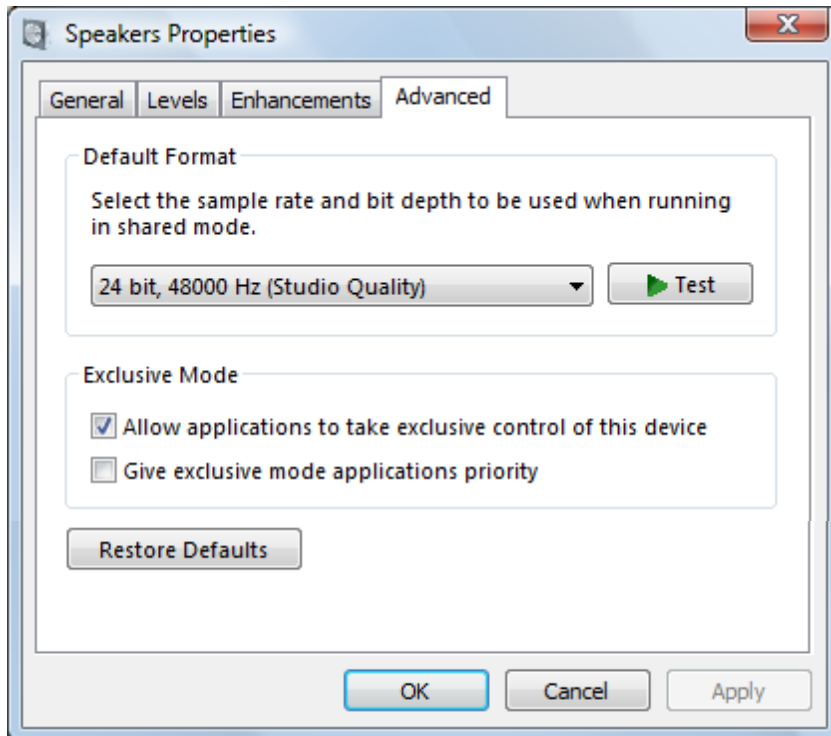 Speakers Properties
General Levels Enhancements Advanced
Default Format
Select the sample rate and bit depth to be used when running
in shared mode.
24 bit, 48000 Hz (Studio Quality) Test
Exclusive Mode
Allow applications to take exclusive control of this device
Give exclusive mode applications priority
Restore Defaults
OK Cancel Apply